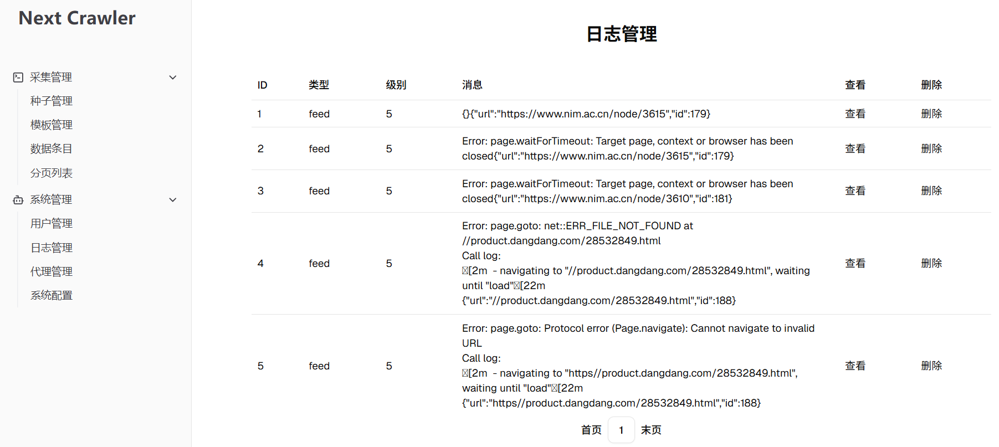 Next Crawler
采集管理
种子管理
模板管理
数据条目
分页列表
系统管理
用户管理
日志管理
代理管理
系统配置
日志管理
ID 类型 级别 消息 查看 删除
1 feed 5 {}{"url":"https://www.nim.ac.cn/node/3615","id":179} 查看 删除
2 feed 5 Error: page.waitForTimeout: Target page, context or browser has been
closed{"url":"https://www.nim.ac.cn/node/3615","id":179} 查看 删除
3 feed 5 Error: page.waitForTimeout: Target page, context or browser has been
closed{"url":"https://www.nim.ac.cn/node/3610","id":181} 查看 删除
4 feed 5 Error: page.goto: net::ERR_FILE_NOT_FOUND at
//product.dangdang.com/28532849.html
Call log:
[2m - navigating to "//product.dangdang.com/28532849.html", waiting
until "load"[22m
{"url":"//product.dangdang.com/28532849.html","id":188} 查看 删除
5 feed 5 Error: page.goto: Protocol error (Page.navigate): Cannot navigate to invalid
URL
Call log:
[2m - navigating to "https//product.dangdang.com/28532849.html",
waiting until "load"[22m
{"url":"https//product.dangdang.com/28532849.html","id":188} 查看 删除
首页 1 末页